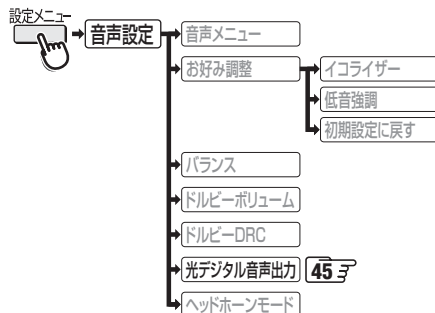 設定メニュー
音声設定
音声メニュー
お好み調整
イコライザー
低音強調
初期設定に戻す
バランス
ドルビーボリューム
ドルビーDRC
光デジタル音声出力 45
ヘッドホーンモード